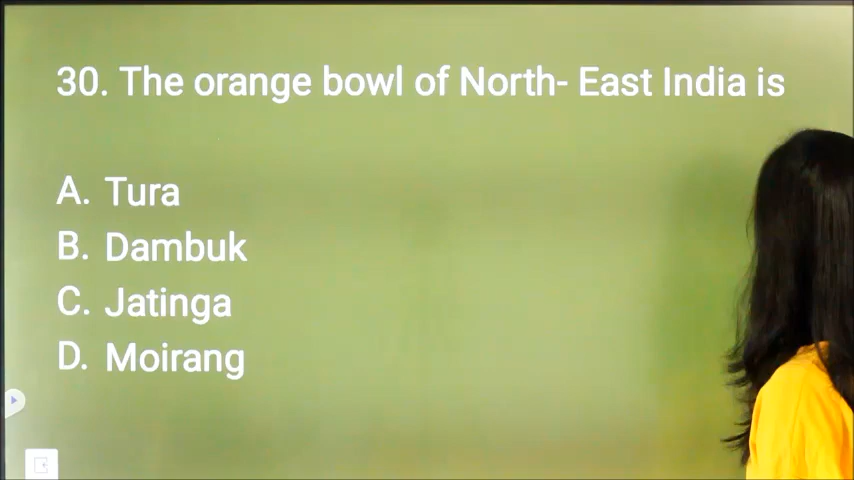 30. The orange bowl of North- East India is
A. Tura
B. Dambuk
C. Jatinga
D. Moirang